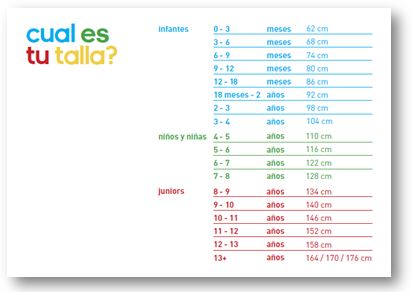 cual es
tu talla?
infantes 0 - 3 meses 62 cm
3 - 6 meses 68 cm
6 - 9 meses 74 cm
9 - 12 meses 80 cm
12 - 18 meses 86 cm
18 meses - 2 años 92 cm
2 - 3 años 98 cm
3 - 4 años 104 cm
niños y niñas 4 - 5 años 110 cm
5 - 6 años 116 cm
6 - 7 años 122 cm
7 - 8 años 128 cm
juniors 8 - 9 años 134 cm
9 - 10 años 140 cm
10 - 11 años 146 cm
11 - 12 años 152 cm
12 - 13 años 158 cm
13+ años 164 / 170 / 176 cm